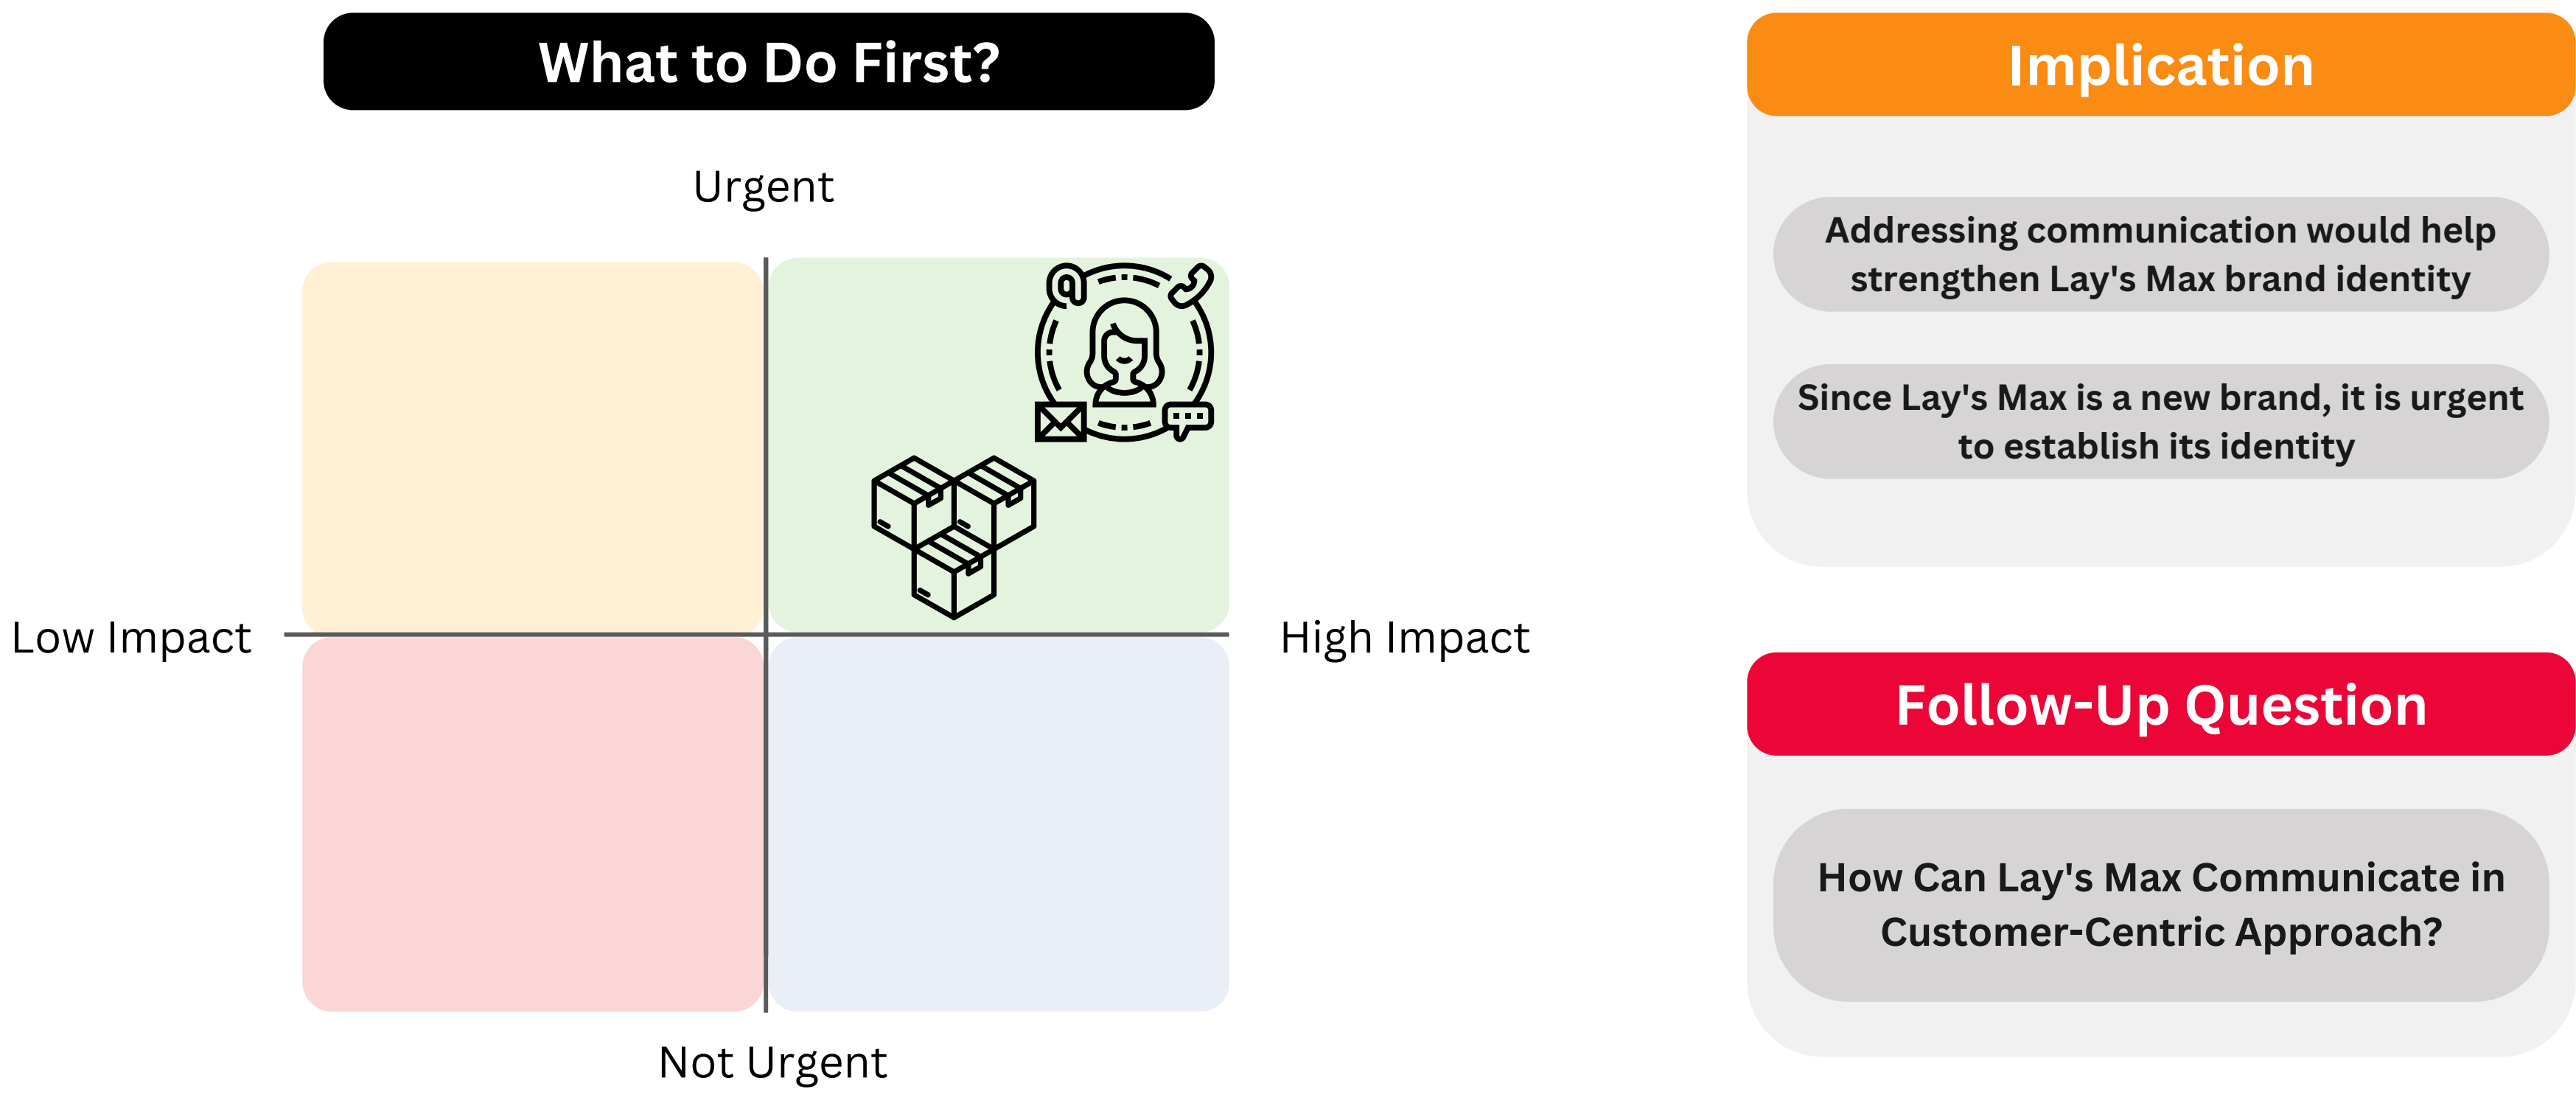 What to Do First?
Urgent
Low Impact
High Impact
Not Urgent
Implication
Addressing communication would help
strengthen Lay's Max brand identity
Since Lay's Max is a new brand, it is urgent
to establish its identity
Follow-Up Question
How Can Lay's Max Communicate in
Customer-Centric Approach?